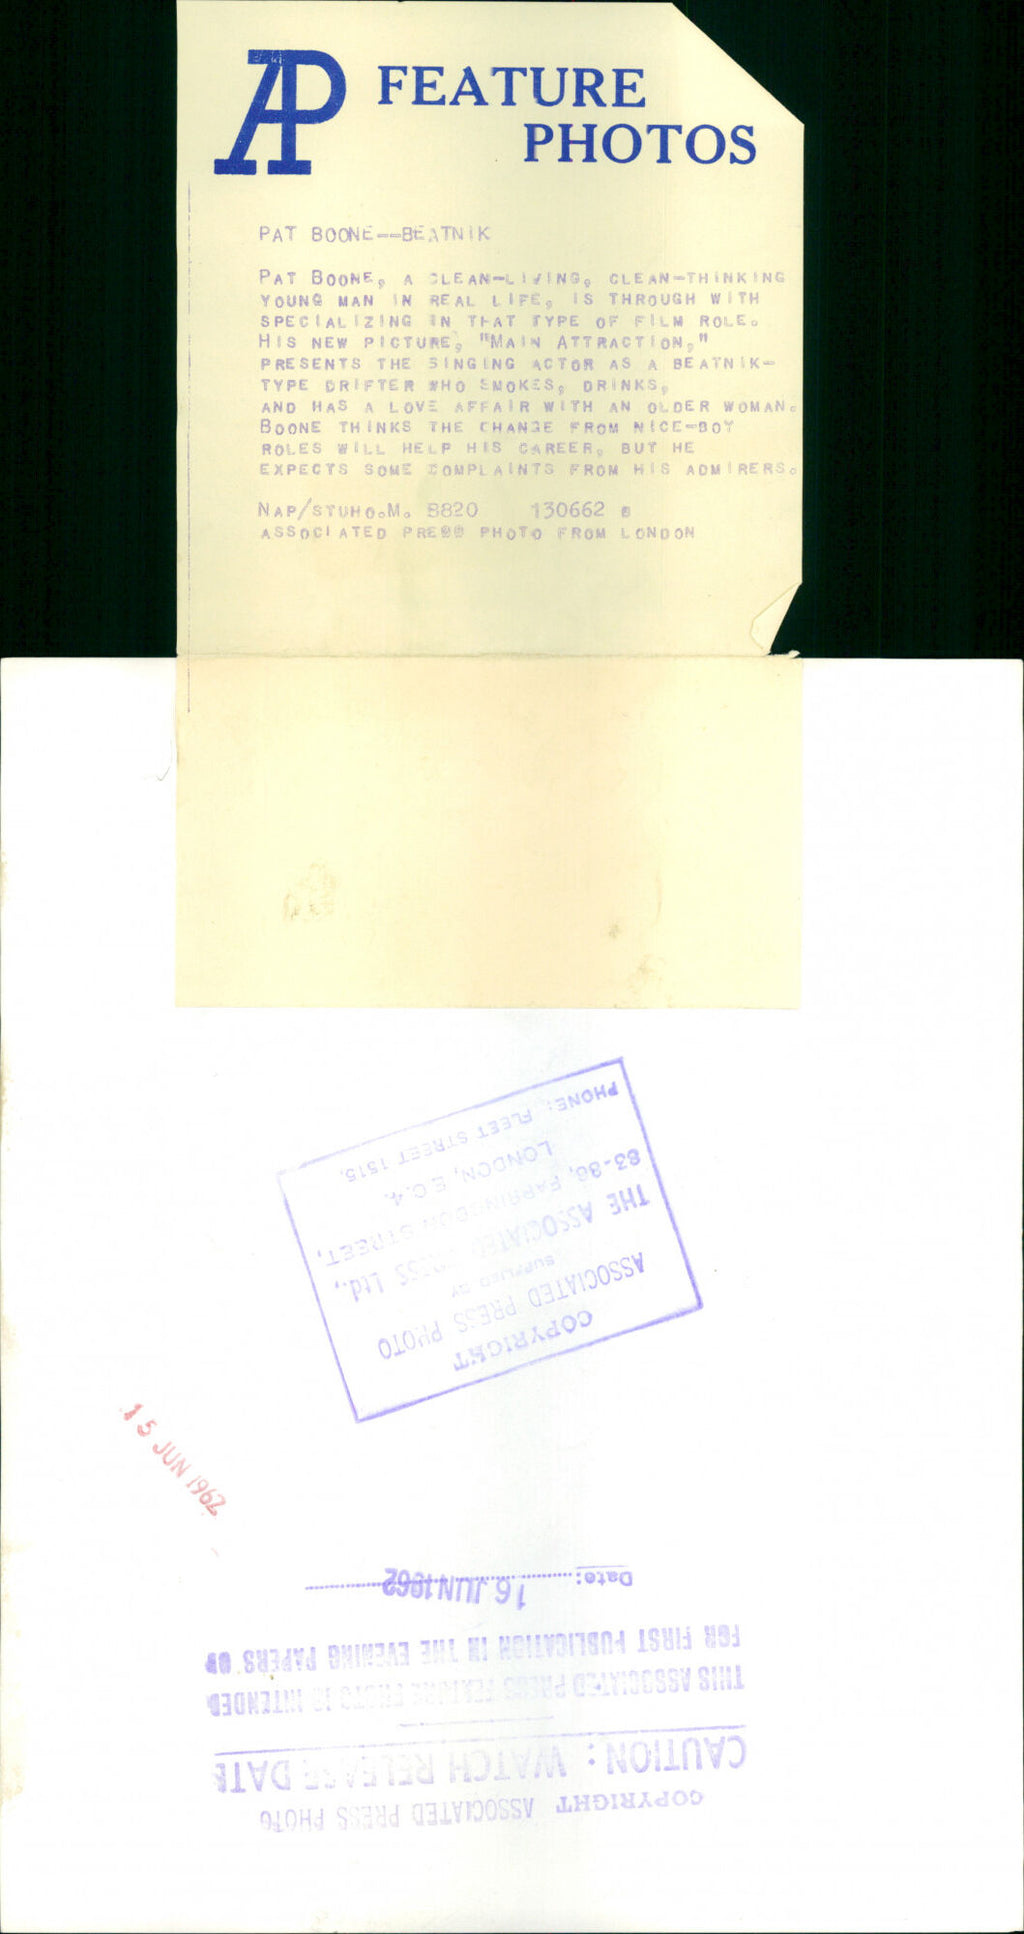 AP FEATURE
PHOTOS
PAT BOONE--BEATNIK
PAT BOONE, A CLEAN-LIVING, CLEAN-THINKING
YOUNG MAN IN REAL LIFE, IS THROUGH WITH
SPECIALIZING IN THAT TYPE OF FILM ROLE.
HIS NEW PICTURE, "MAIN ATTRACTION,"
PRESENTS THE SINGING ACTOR AS A BEATNIK-
TYPE DRIFTER WHO SMOKES, DRINKS,
AND HAS A LOVE AFFAIR WITH AN OLDER WOMAN.
BOONE THINKS THE CHANGE FROM NICE-BOY
ROLES WILL HELP HIS CAREER, BUT HE
EXPECTS SOME COMPLAINTS FROM HIS ADMIRERS.
NAP/STUHO.M. 8820 130662
ASSOCIATED PRESS PHOTO FROM LONDON
COPYRIGHT
ASSOCIATED PRESS PHOTO
SUPPLIED BY
THE ASSOCIATED PRESS Ltd.,
83-86, FARRINGDON STREET,
LONDON, E.C.4.
PHONE: FLEET STREET 1515.
15 JUN 1962
COPYRIGHT ASSOCIATED PRESS PHOTO
CAUTION: WATCH RELEASE DATE
THIS ASSOCIATED PRESS FEATURE PHOTO IS INTENDED
FOR FIRST PUBLICATION IN THE EVENING PAPERS OF
Date: 16 JUN 1962